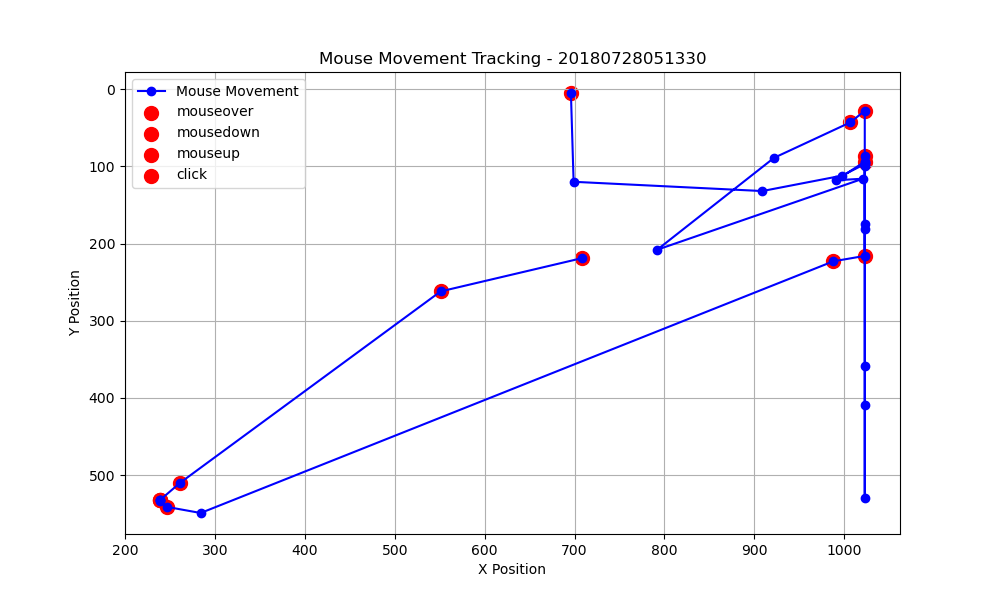 Mouse Movement Tracking - 20180728051330
Mouse Movement
mouseover
mousedown
mouseup
click
0
100
200
300
400
500
Y Position
200 300 400 500 600 700 800 900 1000
X Position